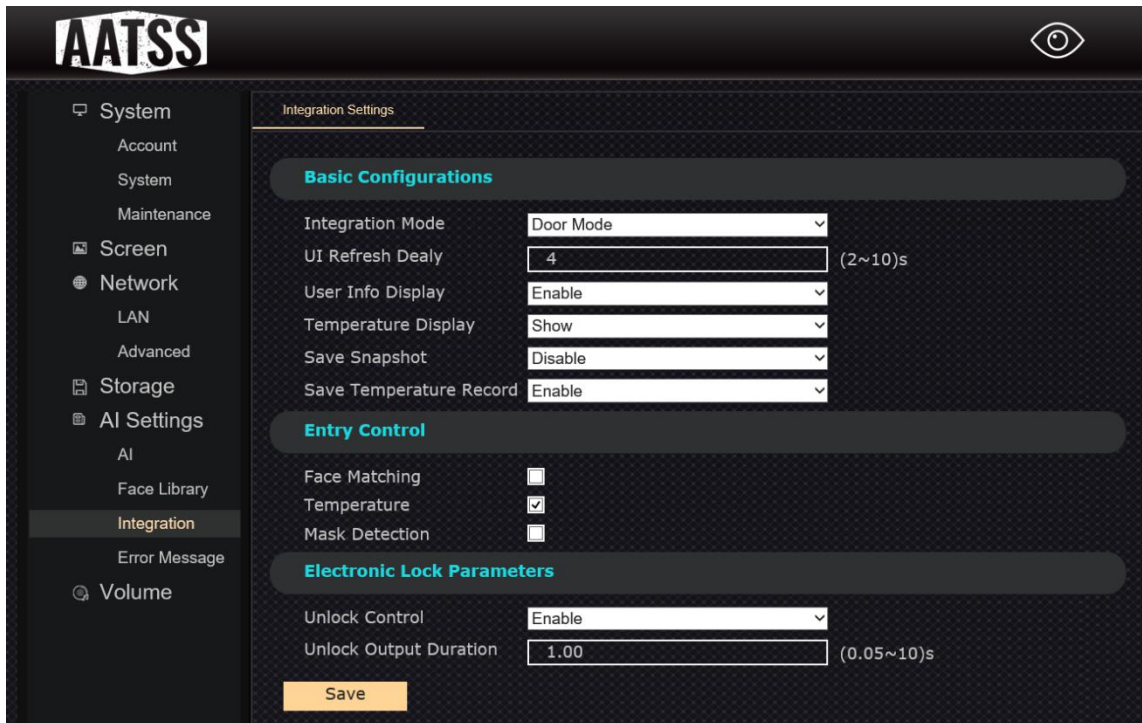 AATSS
System
Account
System
Maintenance
Screen
Network
LAN
Advanced
Storage
AI Settings
AI
Face Library
Integration
Error Message
Volume
Integration Settings
Basic Configurations
Integration Mode Door Mode
UI Refresh Dealy 4 (2~10)s
User Info Display Enable
Temperature Display Show
Save Snapshot Disable
Save Temperature Record Enable
Entry Control
Face Matching
Temperature
Mask Detection
Electronic Lock Parameters
Unlock Control Enable
Unlock Output Duration 1.00 (0.05~10)s
Save